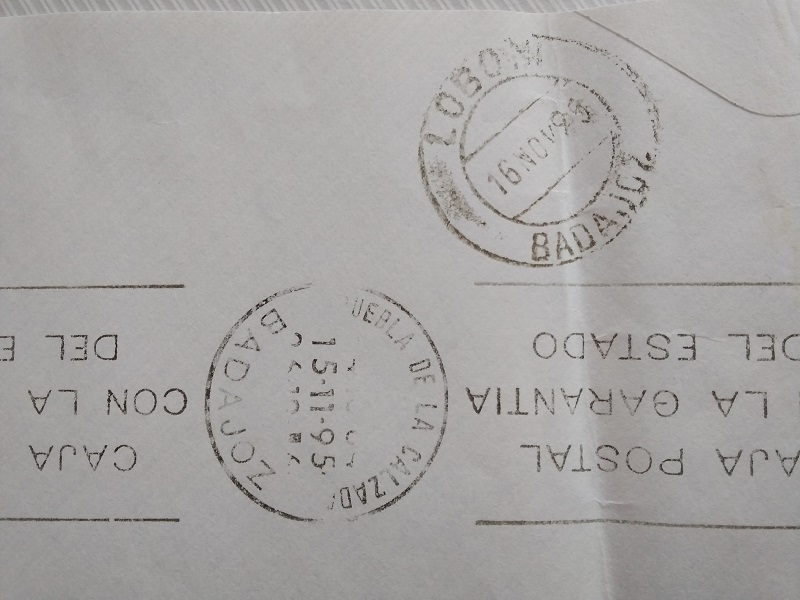 LOBON
16 NOV 95
BADAJOZ
PUEBLA DE LA CALZADA
15-11-95
BADAJOZ
AJA POSTAL
LA GARANTIA
DEL ESTADO
CAJA
CON LA
DEL E